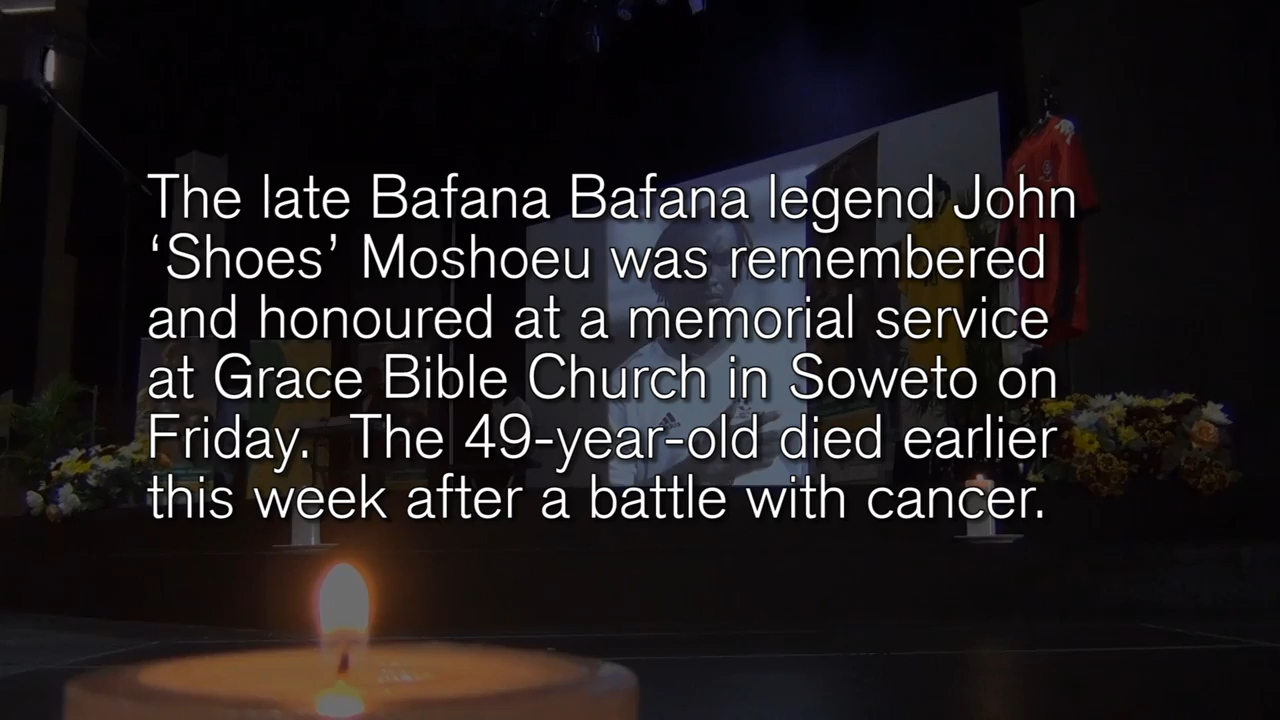 The late Bafana Bafana legend John
‘Shoes’ Moshoeu was remembered
and honoured at a memorial service
at Grace Bible Church in Soweto on
Friday.  The 49-year-old died earlier
this week after a battle with cancer.